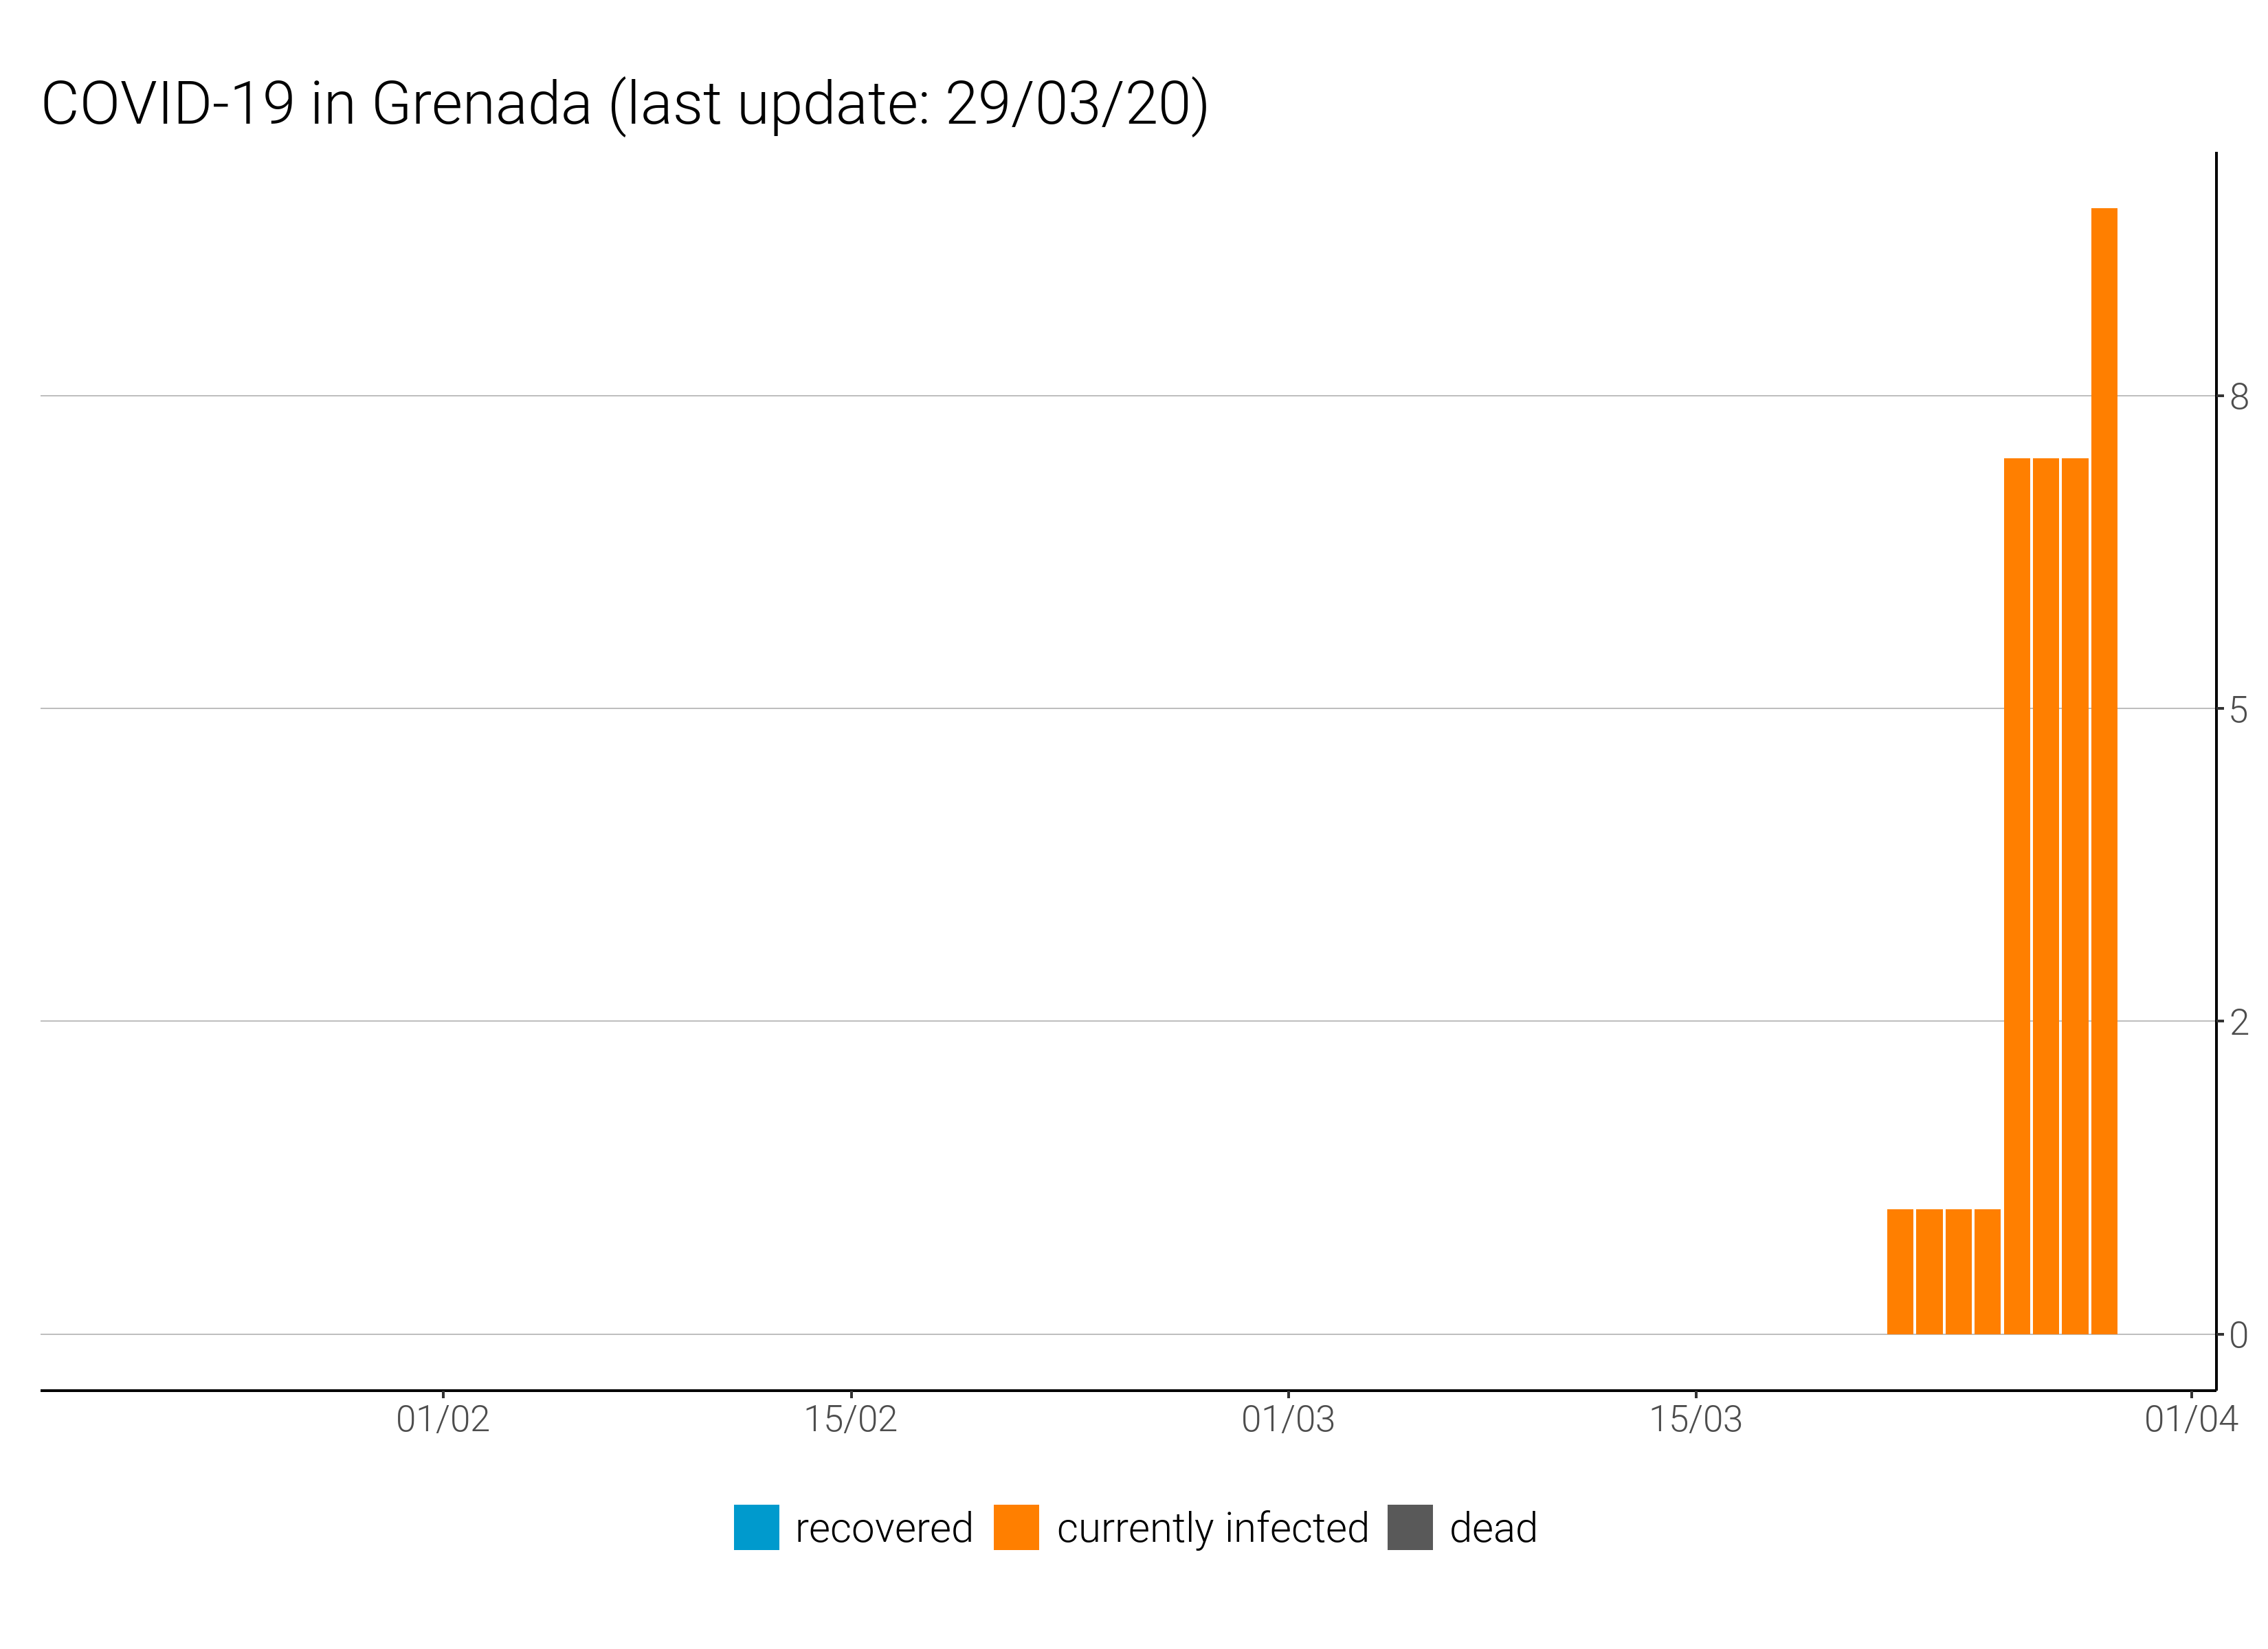 COVID-19 in Grenada (last update: 29/03/20)
8
5
2
0
01/02 15/02 01/03 15/03 01/04
recovered currently infected dead